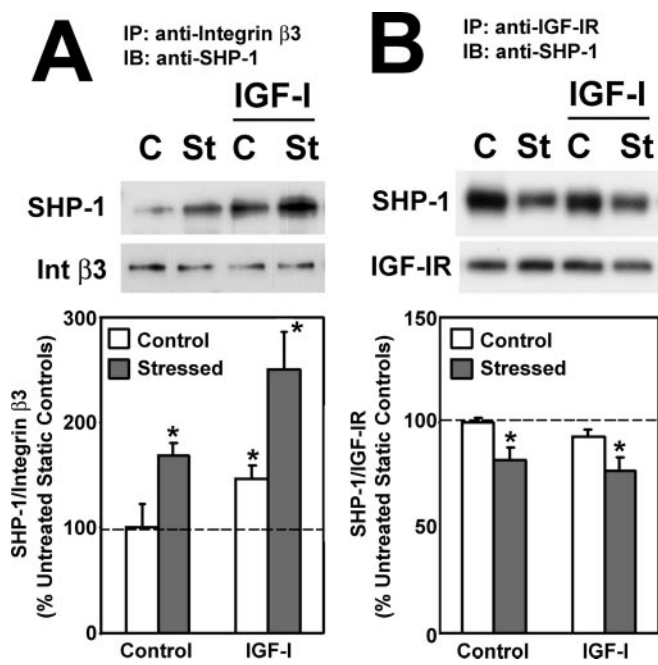 A
IP: anti-Integrin β3
IB: anti-SHP-1
IGF-I
C St C St
SHP-1
Int β3
300
200
100
0
SHP-1/Integrin β3
(% Untreated Static Controls)
Control
Stressed
*
*
*
Control IGF-I
B
IP: anti-IGF-IR
IB: anti-SHP-1
IGF-I
C St C St
SHP-1
IGF-IR
150
100
50
0
SHP-1/IGF-IR
(% Untreated Static Controls)
Control
Stressed
*
*
Control IGF-I